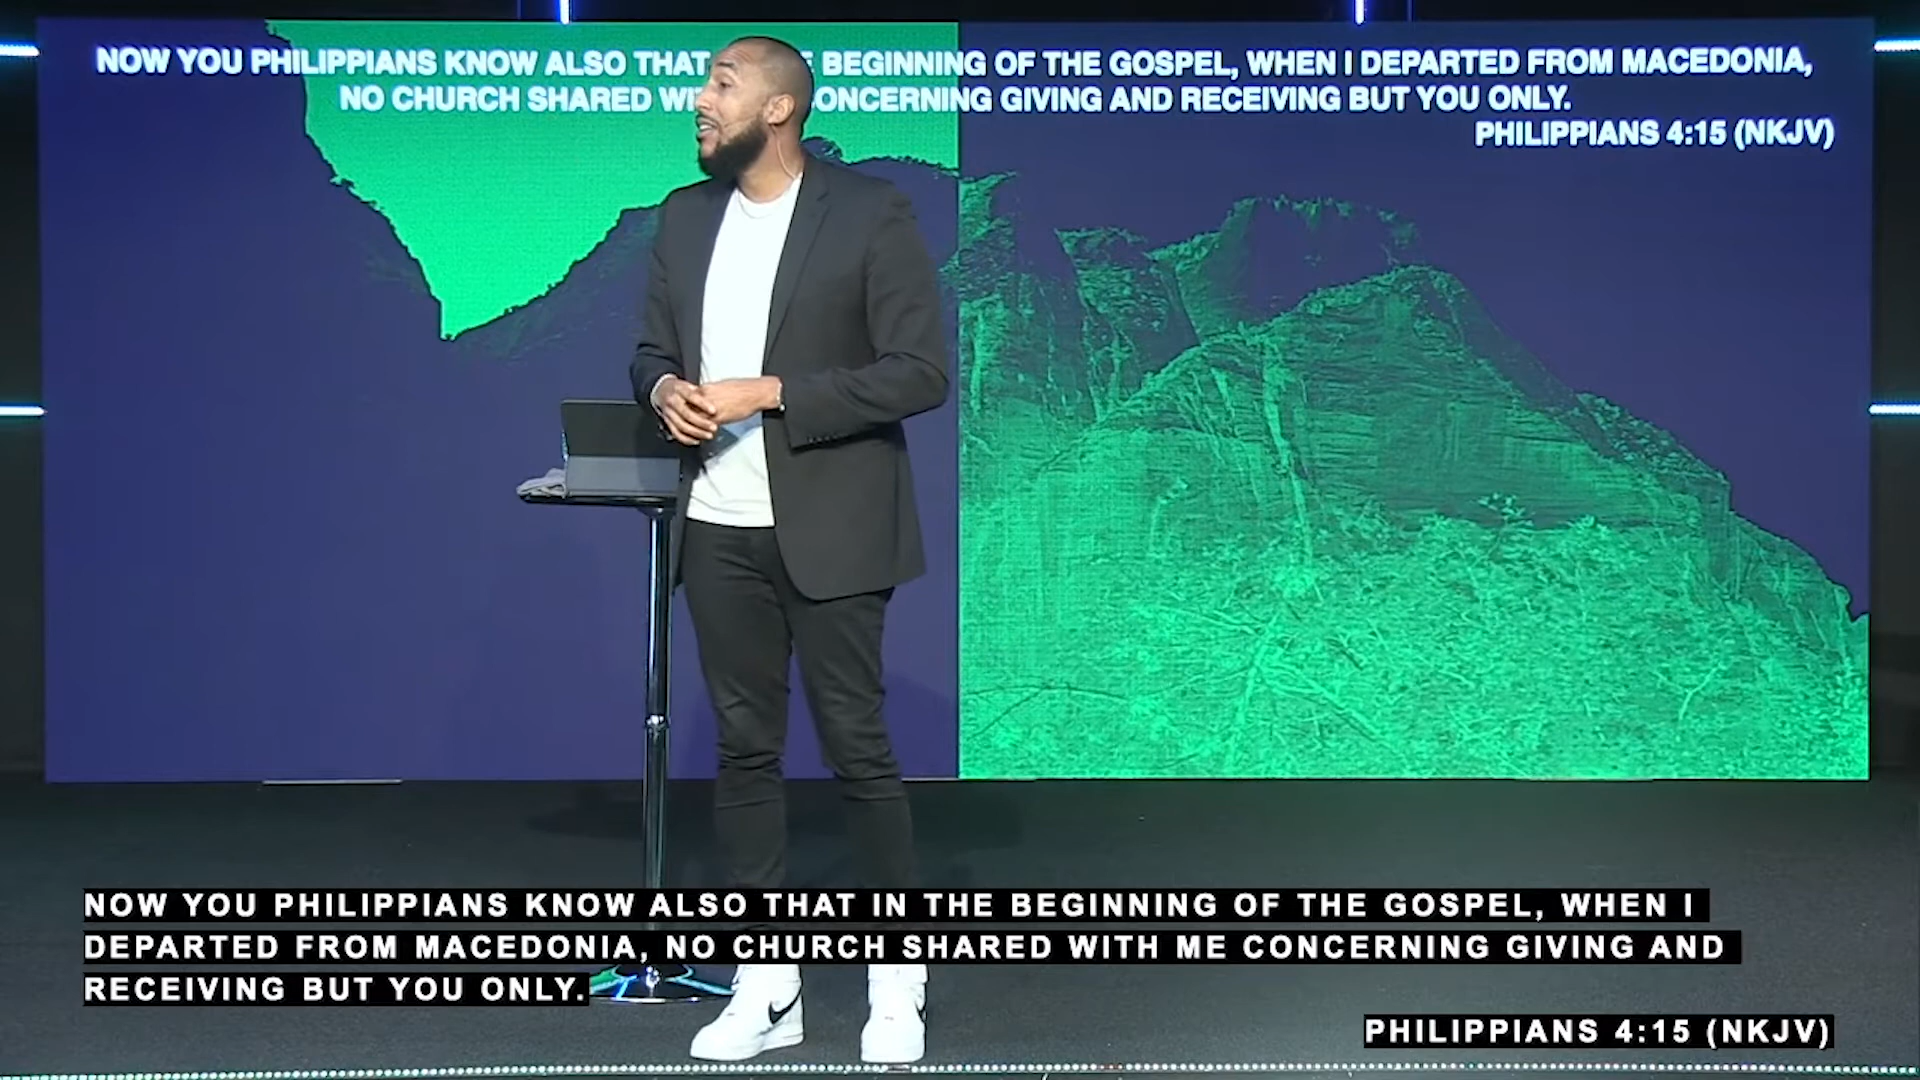 NOW YOU PHILIPPIANS KNOW ALSO THAT BEGINNING OF THE GOSPEL, WHEN I DEPARTED FROM MACEDONIA,
NO CHURCH SHARED CONCERNING GIVING AND RECEIVING BUT YOU ONLY.
PHILIPPIANS 4:15 (NKJV)
NOW YOU PHILIPPIANS KNOW ALSO THAT IN THE BEGINNING OF THE GOSPEL, WHEN I
DEPARTED FROM MACEDONIA, NO CHURCH SHARED WITH ME CONCERNING GIVING AND
RECEIVING BUT YOU ONLY.
PHILIPPIANS 4:15 (NKJV)